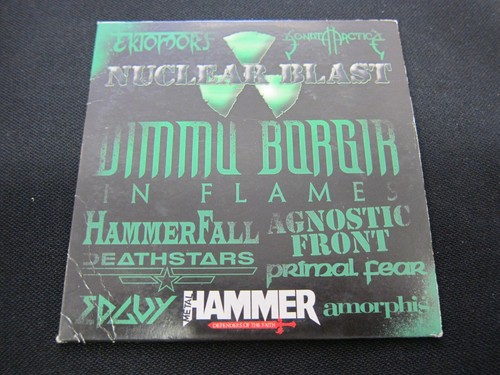 EKTOMORF
SONATA ARCTICA
NUCLEAR BLAST
DIMMU BORGIR
IN FLAMES
HAMMERFALL
AGNOSTIC
FRONT
DEATHSTARS
PRIMAL FEAR
EDGUY
METAL HAMMER
DEFENDERS OF THE FAITH
amorphis